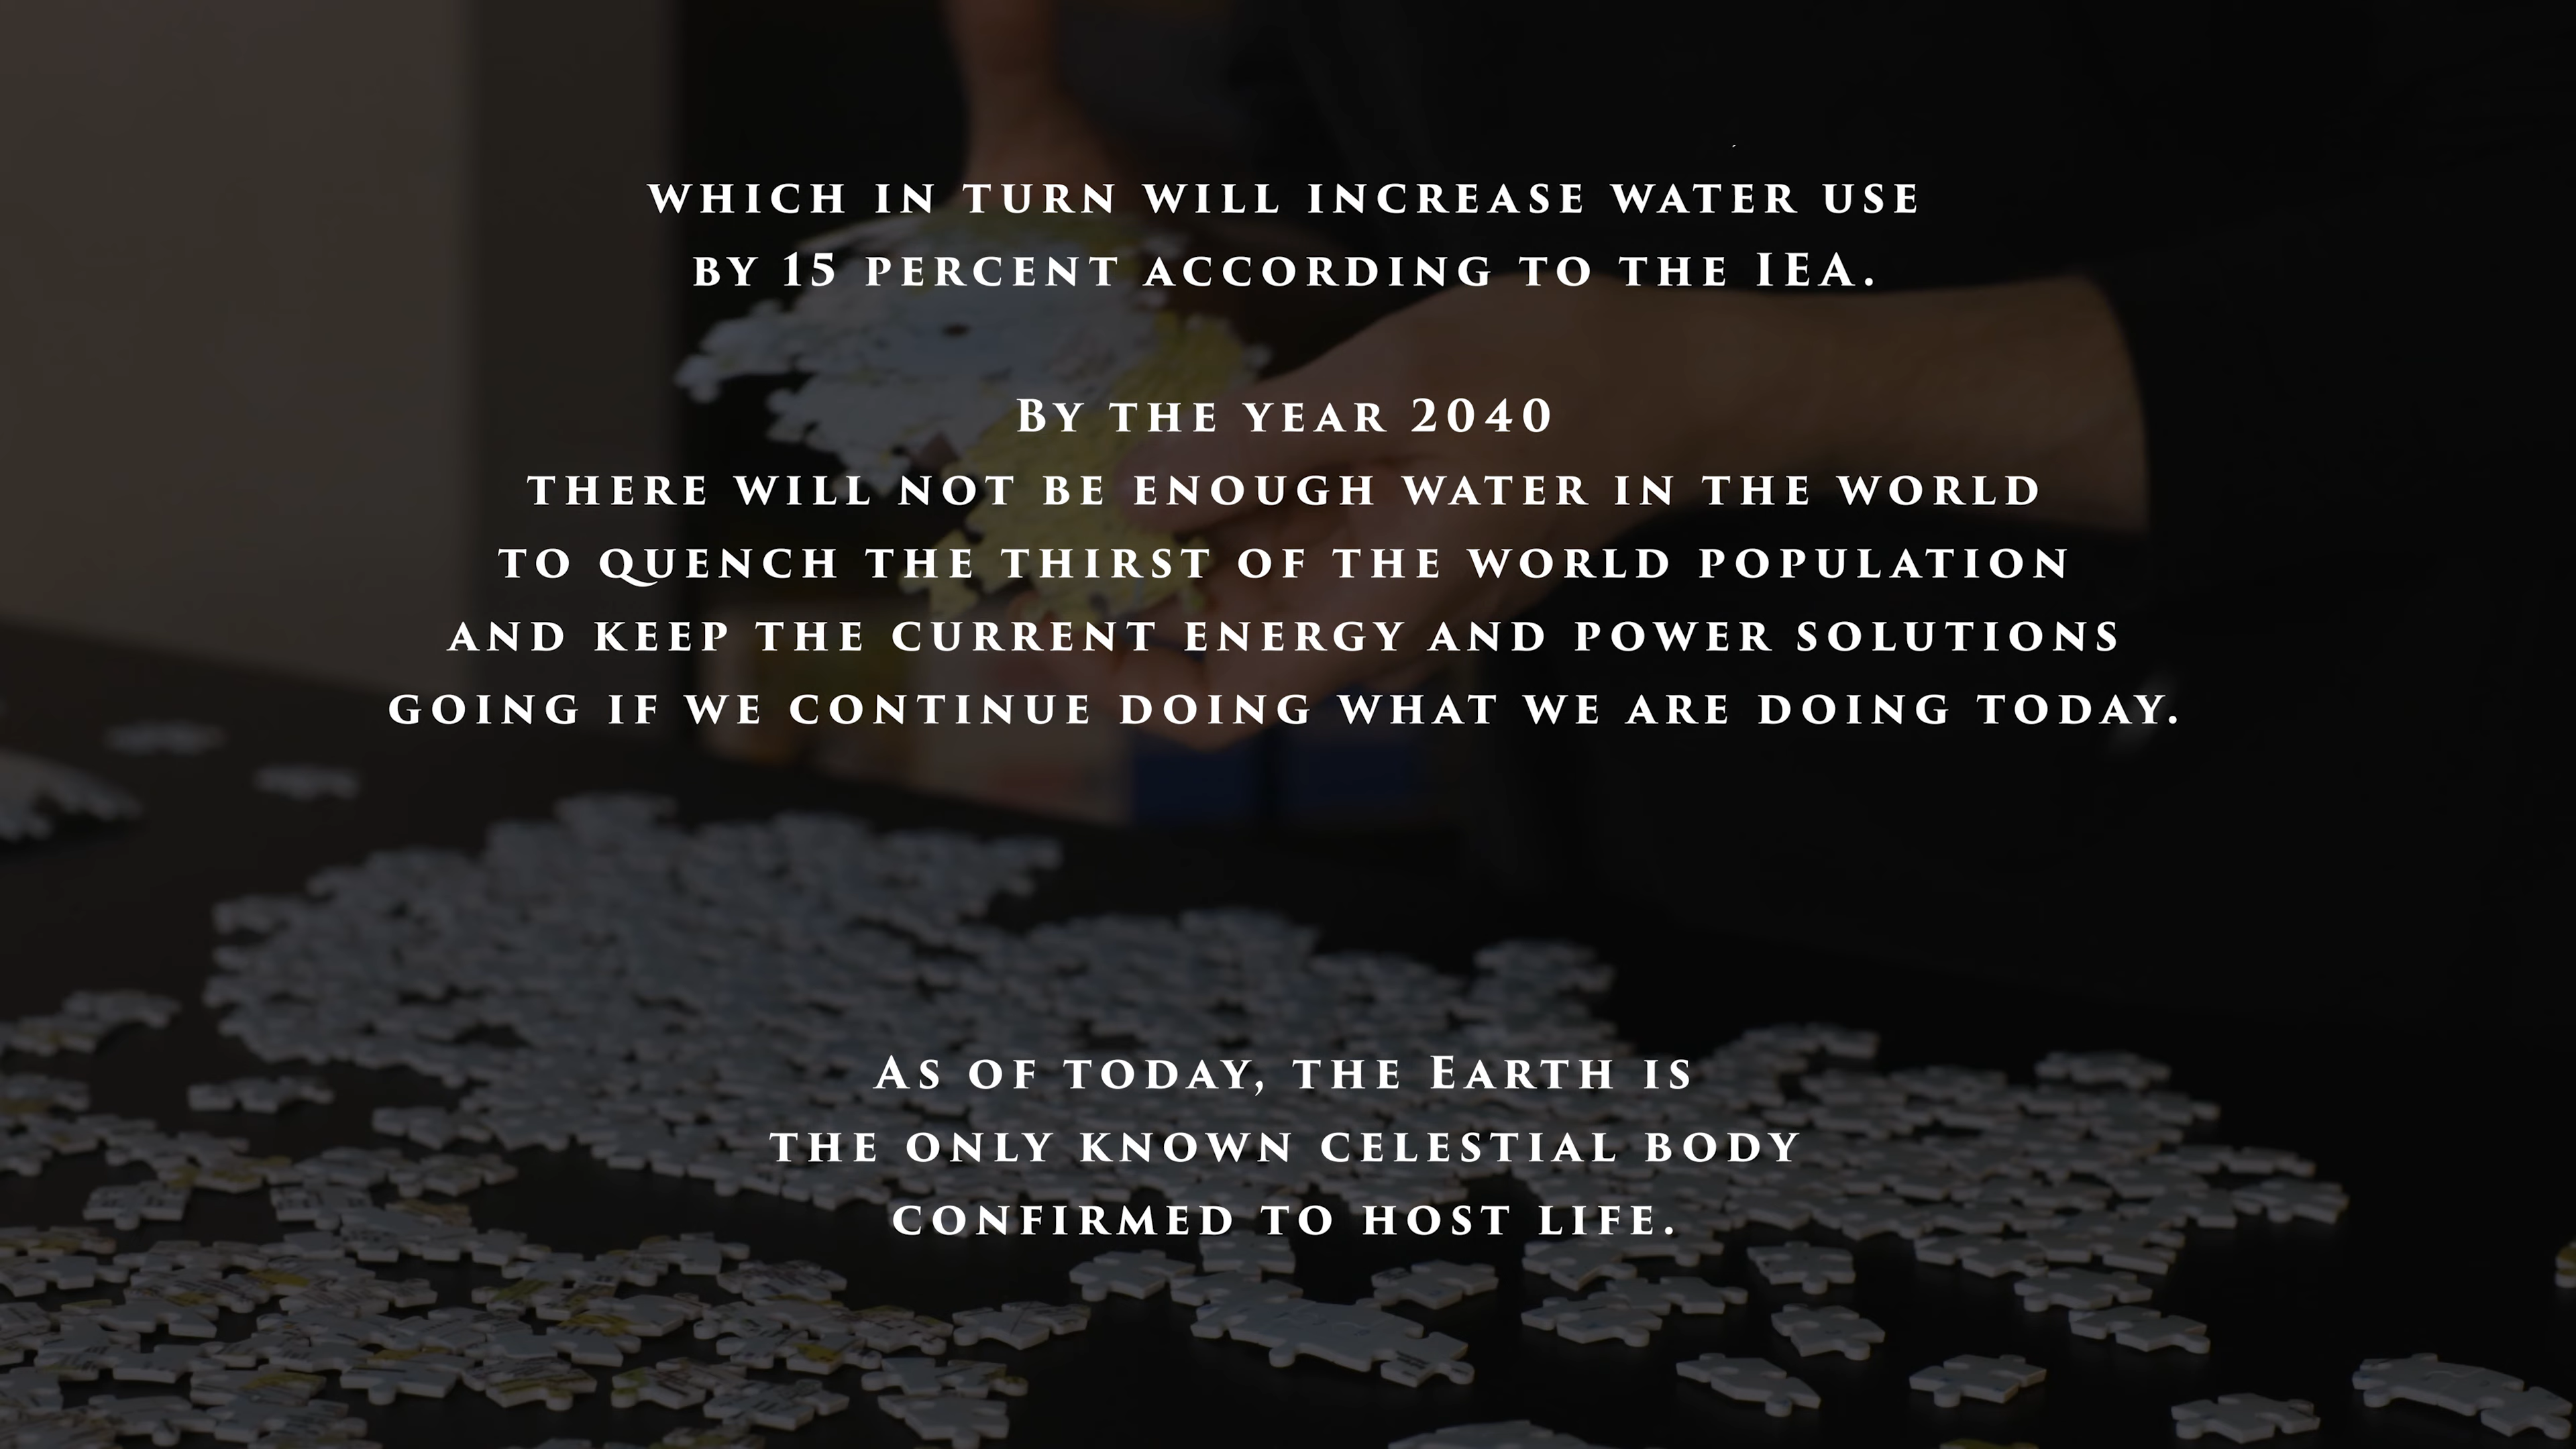 which in turn will increase water use
by 15 percent according to the IEA.
By the year 2040
there will not be enough water in the world
to quench the thirst of the world population
and keep the current energy and power solutions
going if we continue doing what we are doing today.
As of today, the Earth is
the only known celestial body
confirmed to host life.